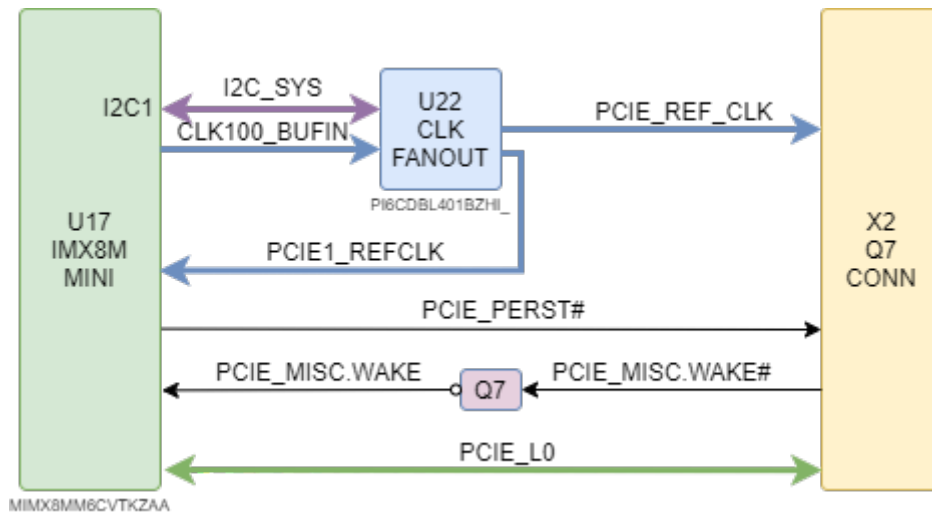 I2C_SYS
I2C1
U22
CLK
FANOUT
PCIE_REF_CLK
CLK100_BUFIN
PI6CDBL401BZHI_
U17
IMX8M
MINI
X2
Q7
CONN
PCIE1_REFCLK
PCIE_PERST#
PCIE_MISC.WAKE
Q7
PCIE_MISC.WAKE#
PCIE_L0
MIMX8MM6CVTKZAA